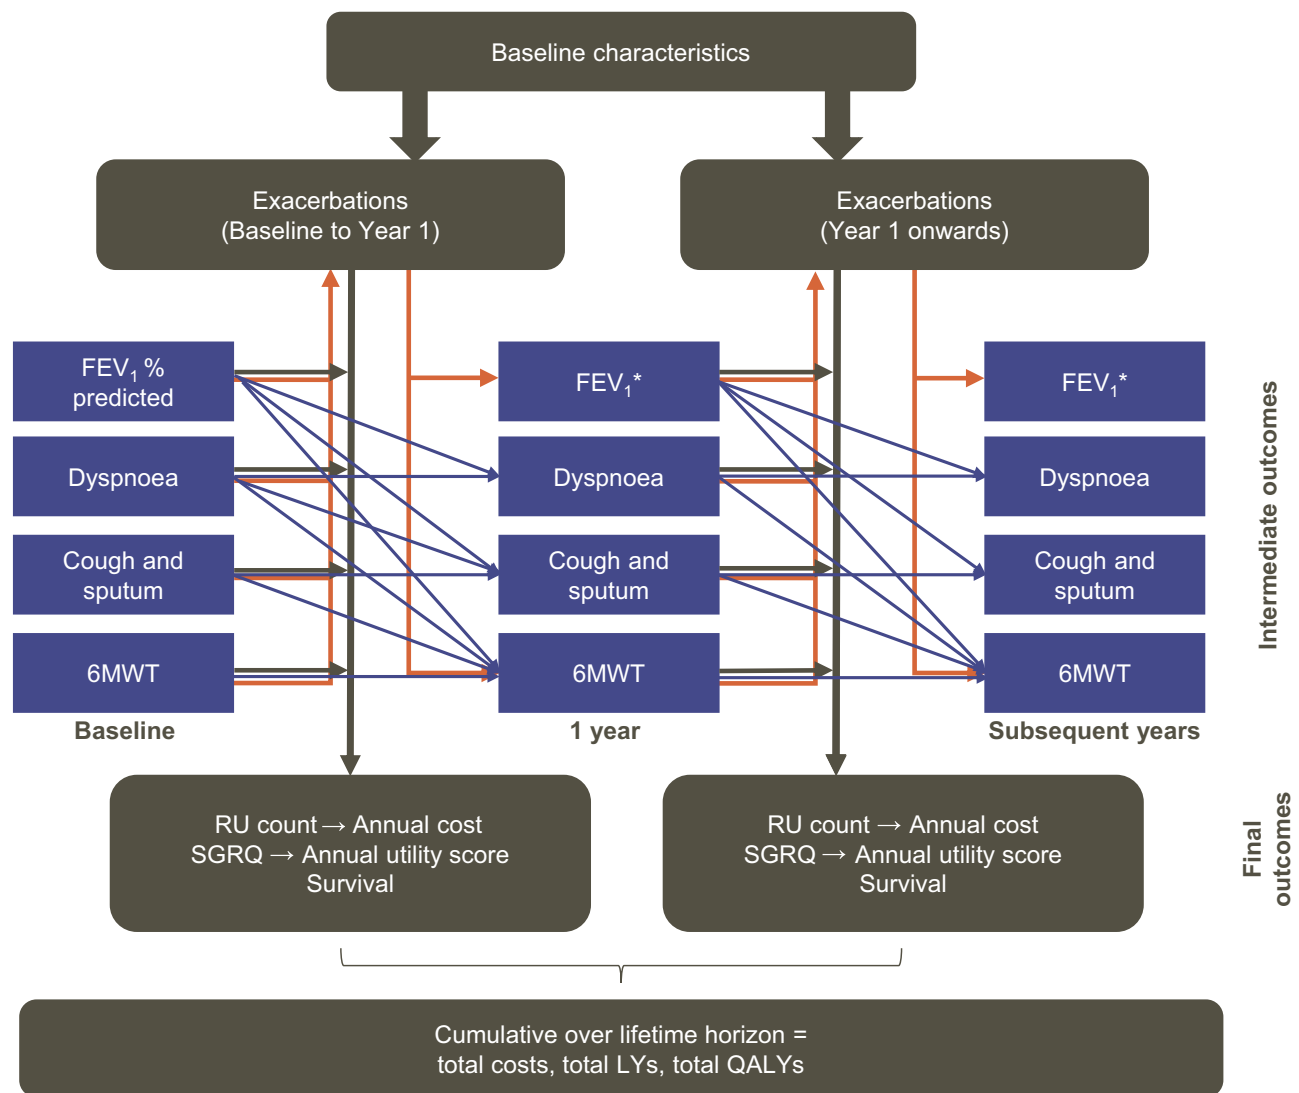 Baseline characteristics
Exacerbations
(Baseline to Year 1)
Exacerbations
(Year 1 onwards)
FEV₁ %
predicted
Dyspnoea
Cough and
sputum
6MWT
Baseline
FEV₁*
Dyspnoea
Cough and
sputum
6MWT
1 year
FEV₁*
Dyspnoea
Cough and
sputum
6MWT
Subsequent years
Intermediate outcomes
RU count → Annual cost
SGRQ → Annual utility score
Survival
RU count → Annual cost
SGRQ → Annual utility score
Survival
Final
outcomes
Cumulative over lifetime horizon =
total costs, total LYs, total QALYs